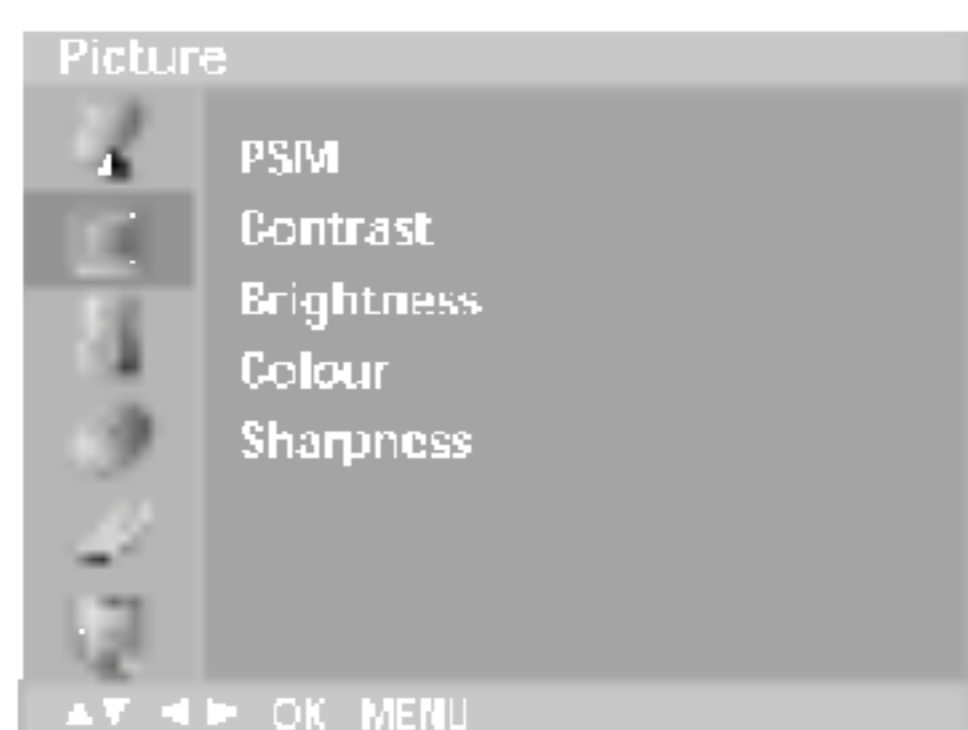 Picture
PSM
Contrast
Brightness
Colour
Sharpness
▲▼ ◄ ► OK MENU